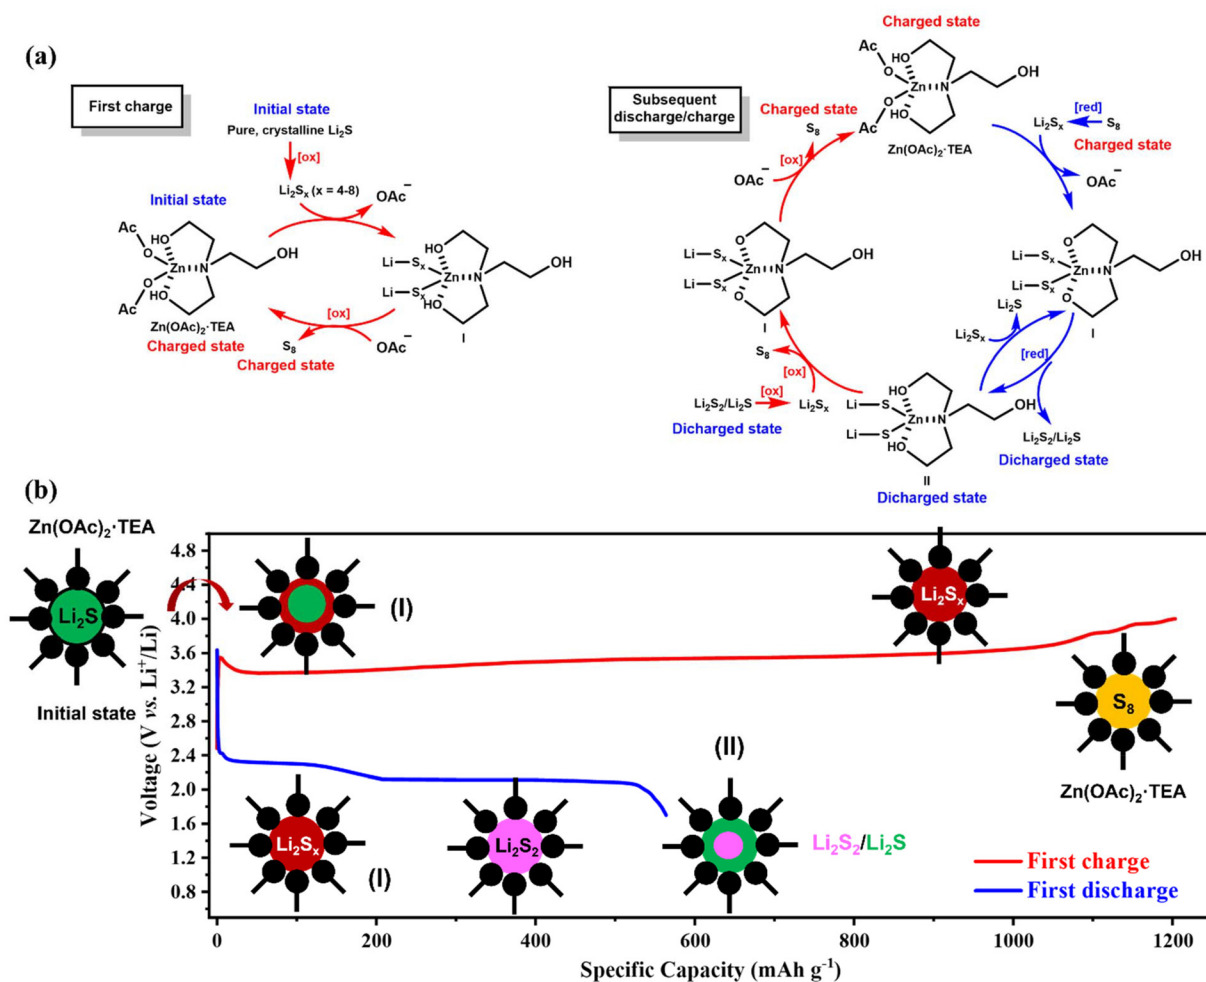 (a)
First charge
Initial state
Pure, crystalline Li₂S
[ox]
Li₂Sₓ (x = 4-8)
OAc⁻
Initial state
Ac
Ac
O
O
HO
HO
Zn
N
OH
Zn(OAc)₂·TEA
Charged state
[ox]
S₈
Charged state
OAc⁻
Li
Li
Sₓ
Sₓ
HO
HO
Zn
N
OH
I
Subsequent
discharge/charge
Charged state
Ac
Ac
O
O
HO
HO
Zn
N
OH
Zn(OAc)₂·TEA
Charged state
S₈
[ox]
OAc⁻
[red]
Li₂Sₓ
S₈
Charged state
OAc⁻
Li
Li
Sₓ
Sₓ
O
O
Zn
N
OH
I
Li
Li
Sₓ
Sₓ
O
O
Zn
N
OH
I
Li₂S
Li₂Sₓ
[red]
Li₂S₂/Li₂S
Dicharged state
S₈
[ox]
Li₂S₂/Li₂S
[ox]
Li₂Sₓ
Dicharged state
Li
Li
S
S
HO
HO
Zn
N
OH
II
Dicharged state
(b)
Zn(OAc)₂·TEA
Li₂S
Initial state
(I)
Li₂Sₓ
S₈
Zn(OAc)₂·TEA
Li₂Sₓ
(I)
Li₂S₂
(II)
Li₂S₂/Li₂S
First charge
First discharge
Voltage (V vs. Li⁺/Li)
4.8
4.4
4.0
3.6
3.2
2.8
2.4
2.0
1.6
1.2
0.8
0 200 400 600 800 1000 1200
Specific Capacity (mAh g⁻¹)